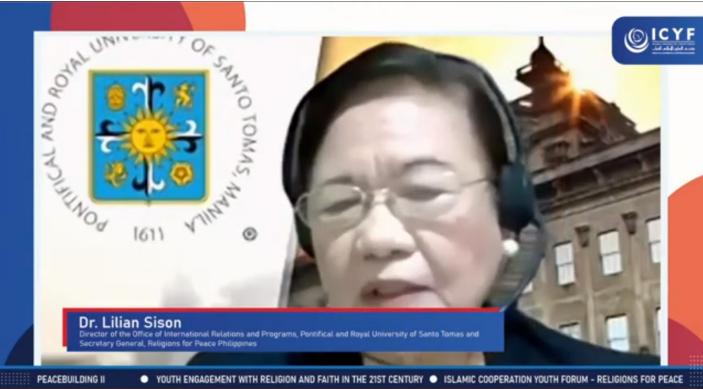 ICYF
PONTIFICAL AND ROYAL UNIVERSITY OF SANTO TOMAS, MANILA
1611
®
Dr. Lilian Sison
Director of the Office of International Relations and Programs, Pontifical and Royal University of Santo Tomas and
Secretary General, Religions for Peace Philippines
PEACEBUILDING II ● YOUTH ENGAGEMENT WITH RELIGION AND FAITH IN THE 21ST CENTURY ● ISLAMIC COOPERATION YOUTH FORUM - RELIGIONS FOR PEACE